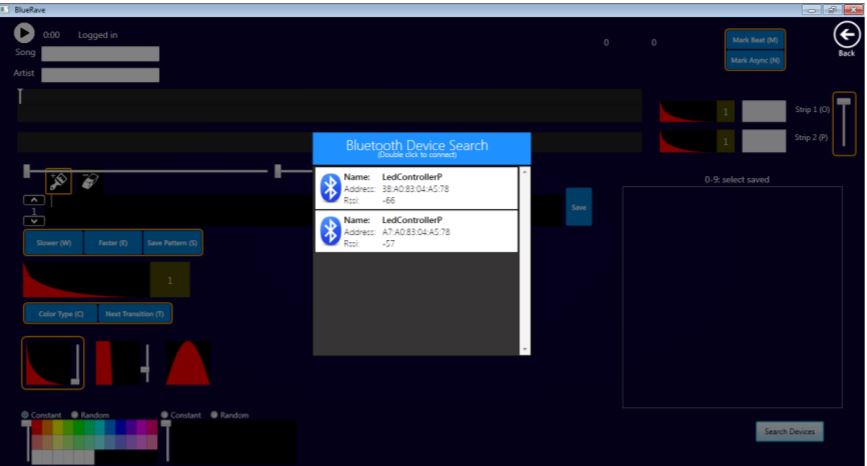 BlueRave
0:00 Logged in
Song
Artist
0 0
Mark Beat (M)
Mark Async (N)
Back
1
Strip 1 (O)
1
Strip 2 (P)
Bluetooth Device Search
(Double click to connect)
Name: LedControllerP
Address: 38:A0:83:04:A5:78
Rssi: -66
Name: LedControllerP
Address: A7:A0:83:04:A5:78
Rssi: -57
0-9: select saved
1
Save
Slower (W) Faster (E) Save Pattern (S)
1
Color Type (C) Next Transition (T)
Constant Random Constant Random
Search Devices